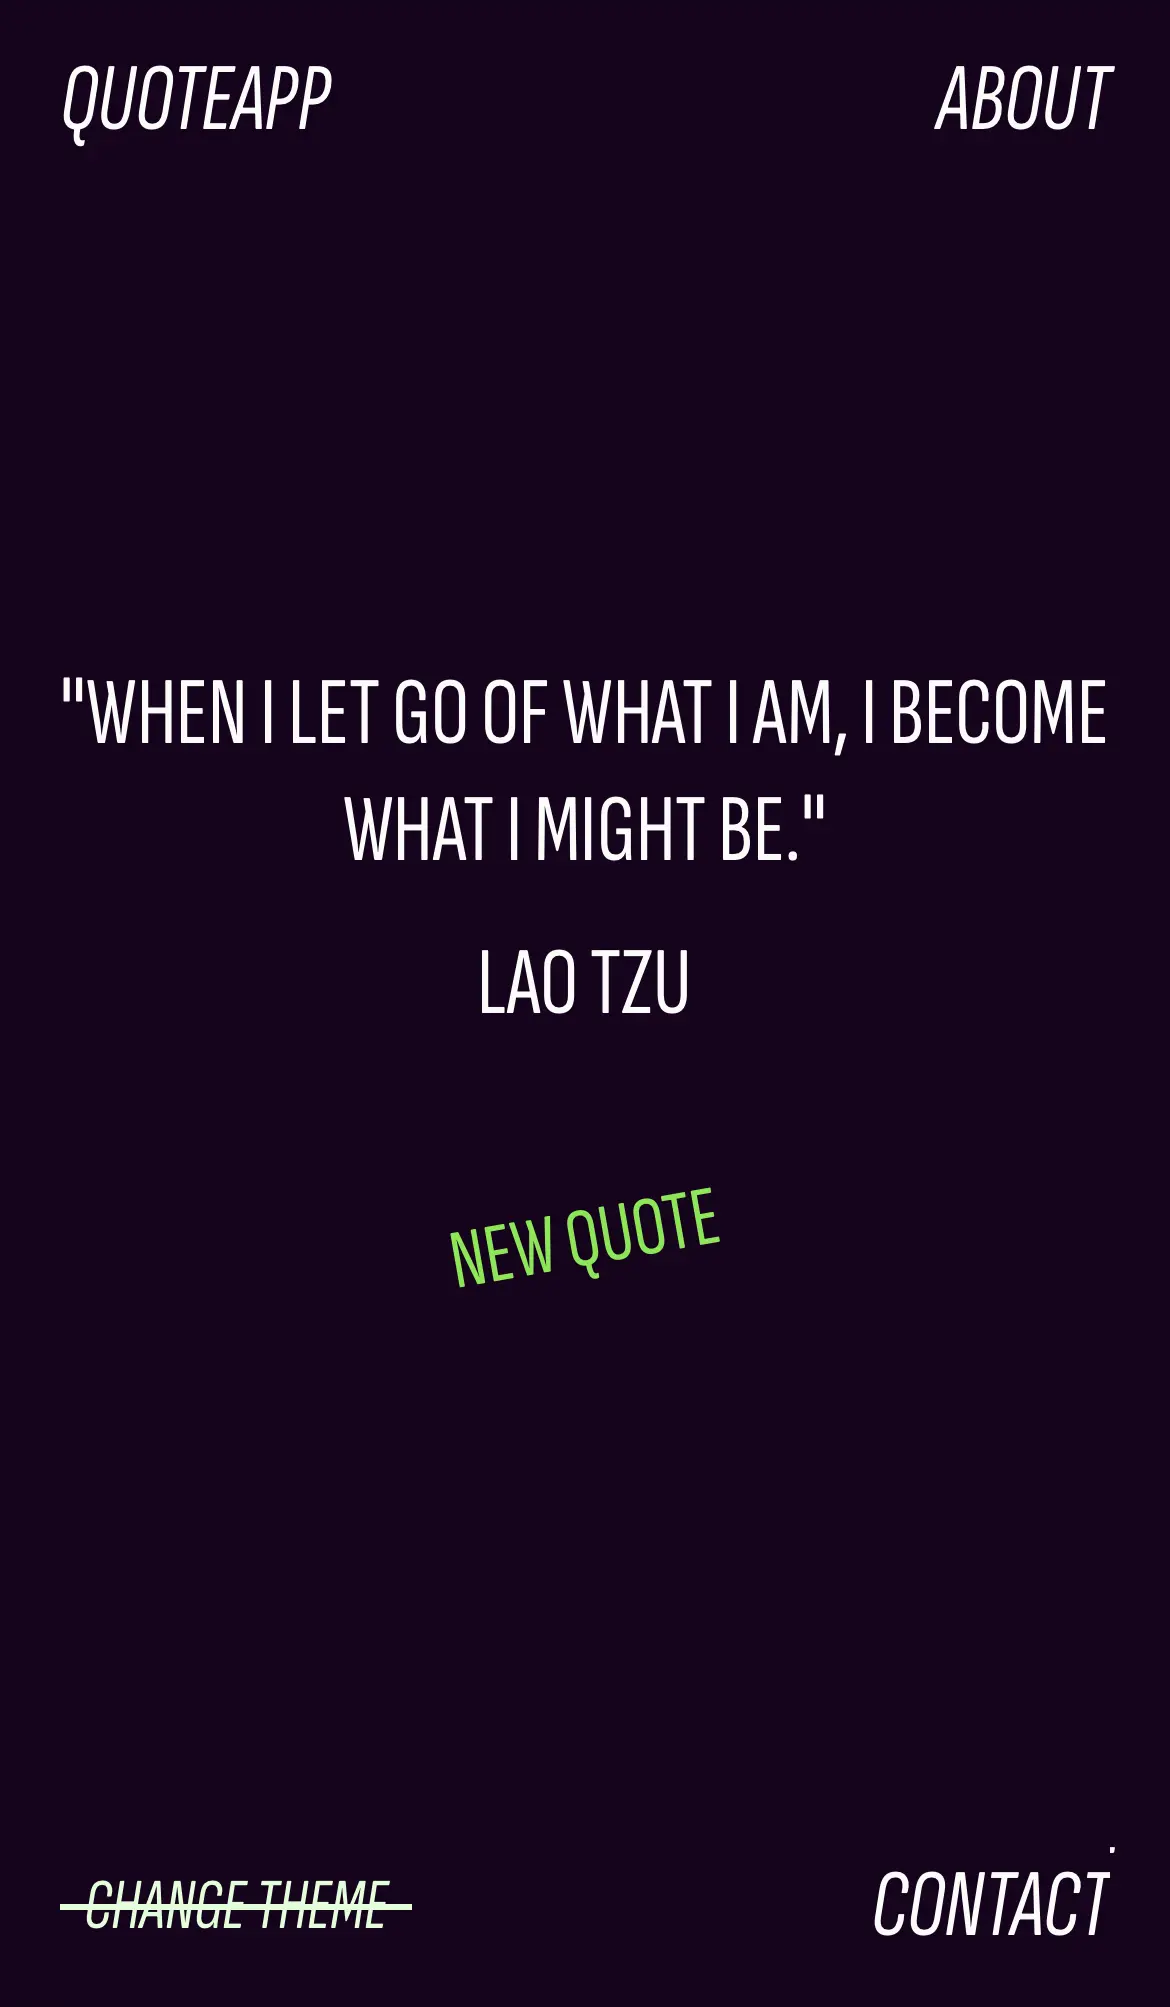 QUOTEAPP
ABOUT
"WHEN I LET GO OF WHAT I AM, I BECOME
WHAT I MIGHT BE."
LAO TZU
NEW QUOTE
CHANGE THEME
CONTACT